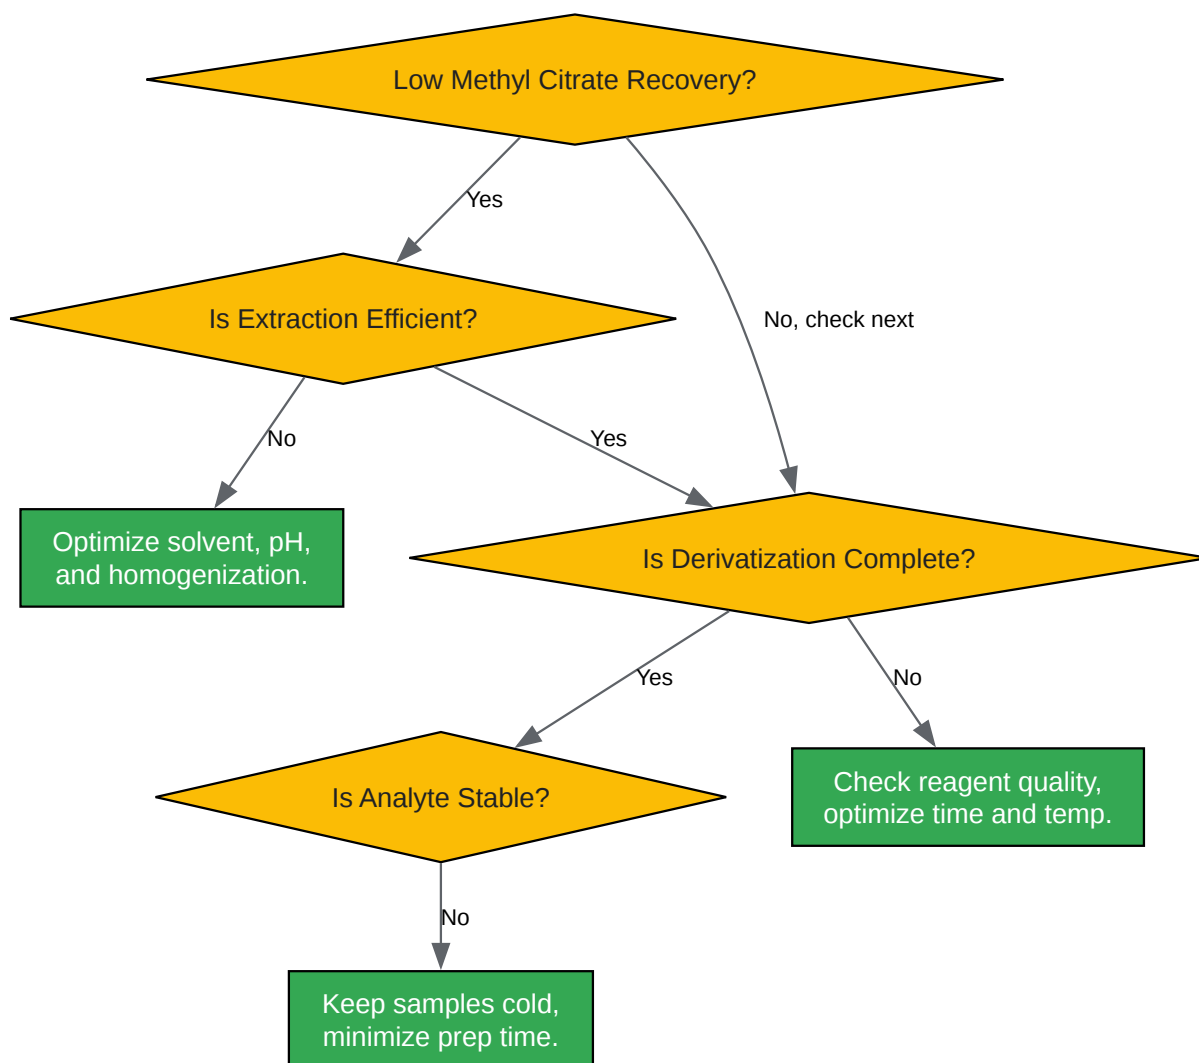 Low Methyl Citrate Recovery?
Yes
Is Extraction Efficient?
No, check next
No
Yes
Optimize solvent, pH,
and homogenization.
Is Derivatization Complete?
Yes
No
Is Analyte Stable?
Check reagent quality,
optimize time and temp.
No
Keep samples cold,
minimize prep time.